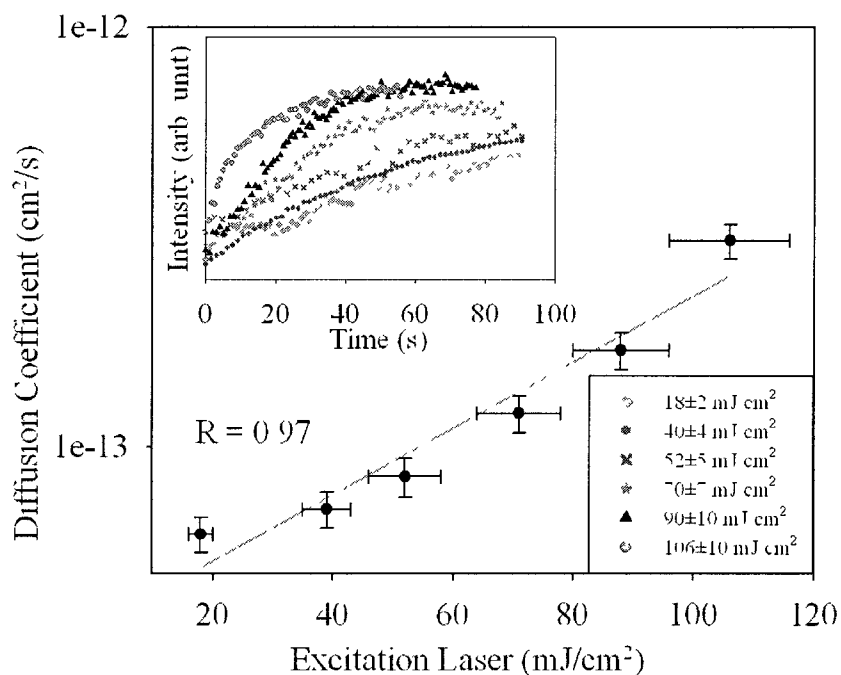 1e-12
1e-13
Diffusion Coefficient (cm²/s)
Intensity (arb unit)
0 20 40 60 80 100
Time (s)
R = 0 97
18±2 mJ cm²
40±4 mJ cm²
52±5 mJ cm²
70±7 mJ cm²
90±10 mJ cm²
106±10 mJ cm²
20 40 60 80 100 120
Excitation Laser (mJ/cm²)